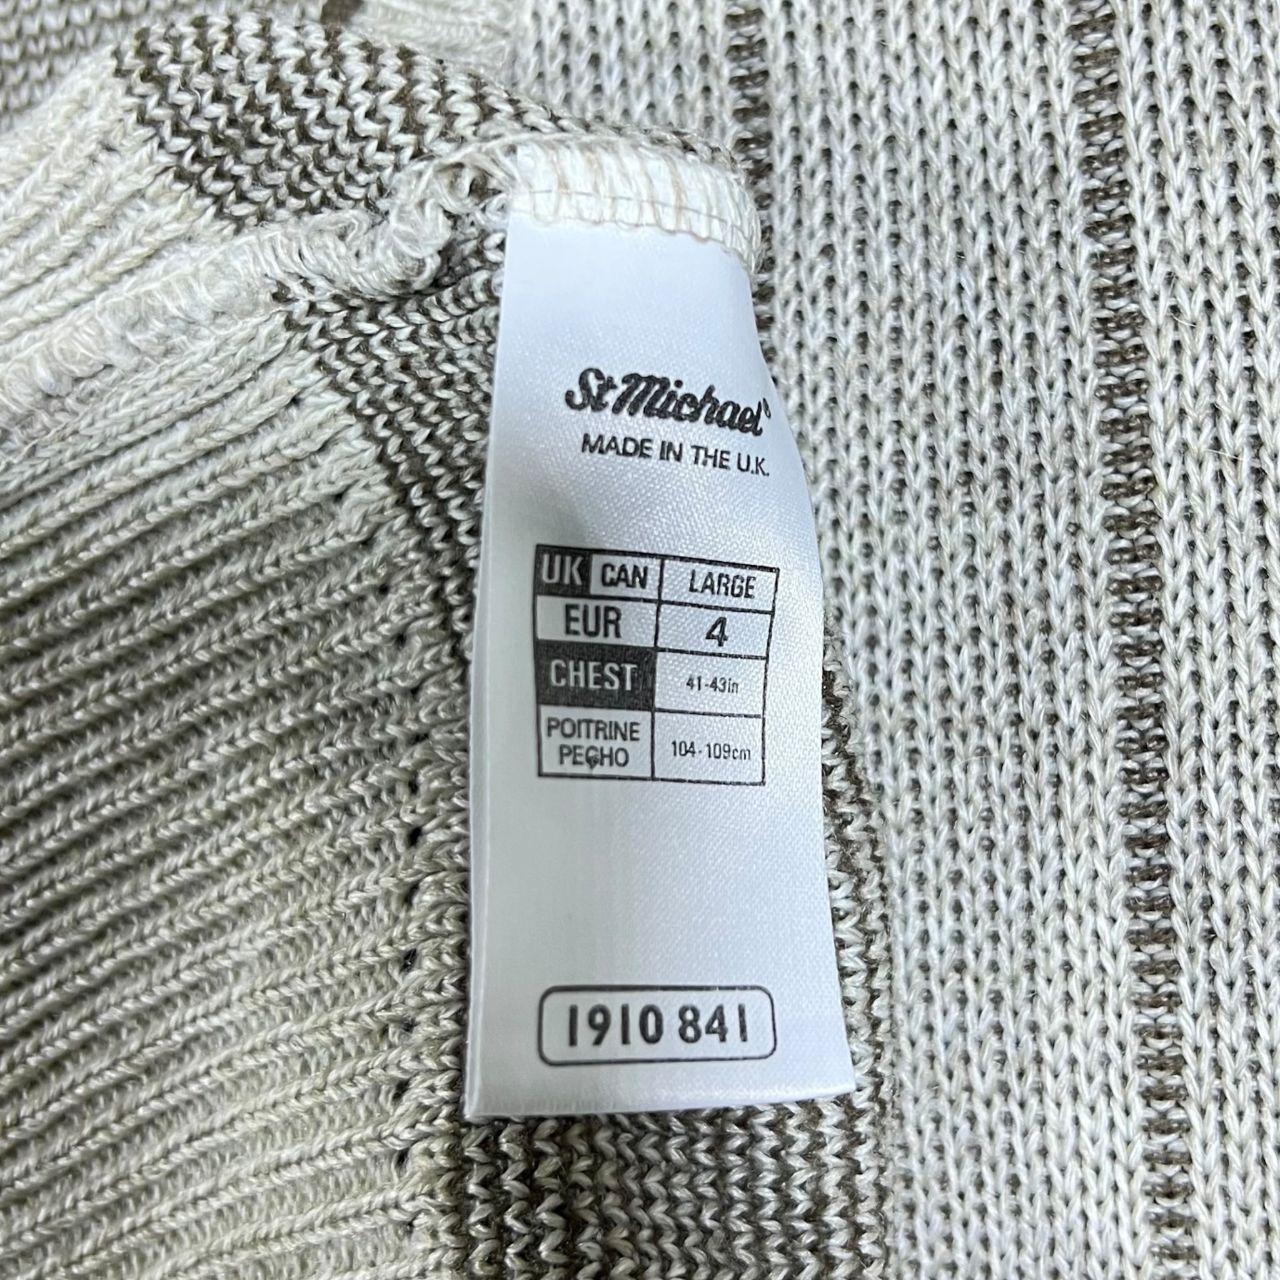 St Michael®
MADE IN THE U.K.
UK CAN LARGE
EUR 4
CHEST 41-43in
POITRINE
PECHO 104-109cm
1910 841